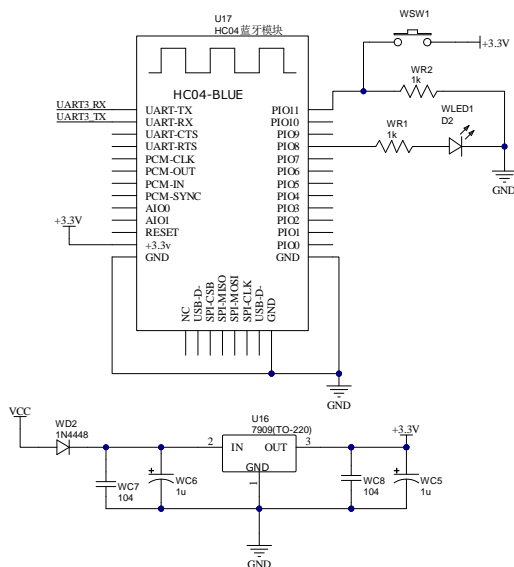 U17
HC04蓝牙模块
HC04-BLUE
UART3_RX
UART3_TX
UART-TX
UART-RX
UART-CTS
UART-RTS
PCM-CLK
PCM-OUT
PCM-IN
PCM-SYNC
AIO0
AIO1
RESET
+3.3v
GND
+3.3V
PIO11
PIO10
PIO9
PIO8
PIO7
PIO6
PIO5
PIO4
PIO3
PIO2
PIO1
PIO0
GND
NC
USB-D-
SPI-CSB
SPI-MISO
SPI-MOSI
SPI-CLK
USB-D-
GND
WSW1
+3.3V
WR2
1k
WR1
1k
WLED1
D2
GND
GND
VCC
WD2
1N4448
WC7
104
WC6
1u
U16
7909(TO-220)
2
IN
OUT
3
GND
1
WC8
104
+3.3V
WC5
1u
GND